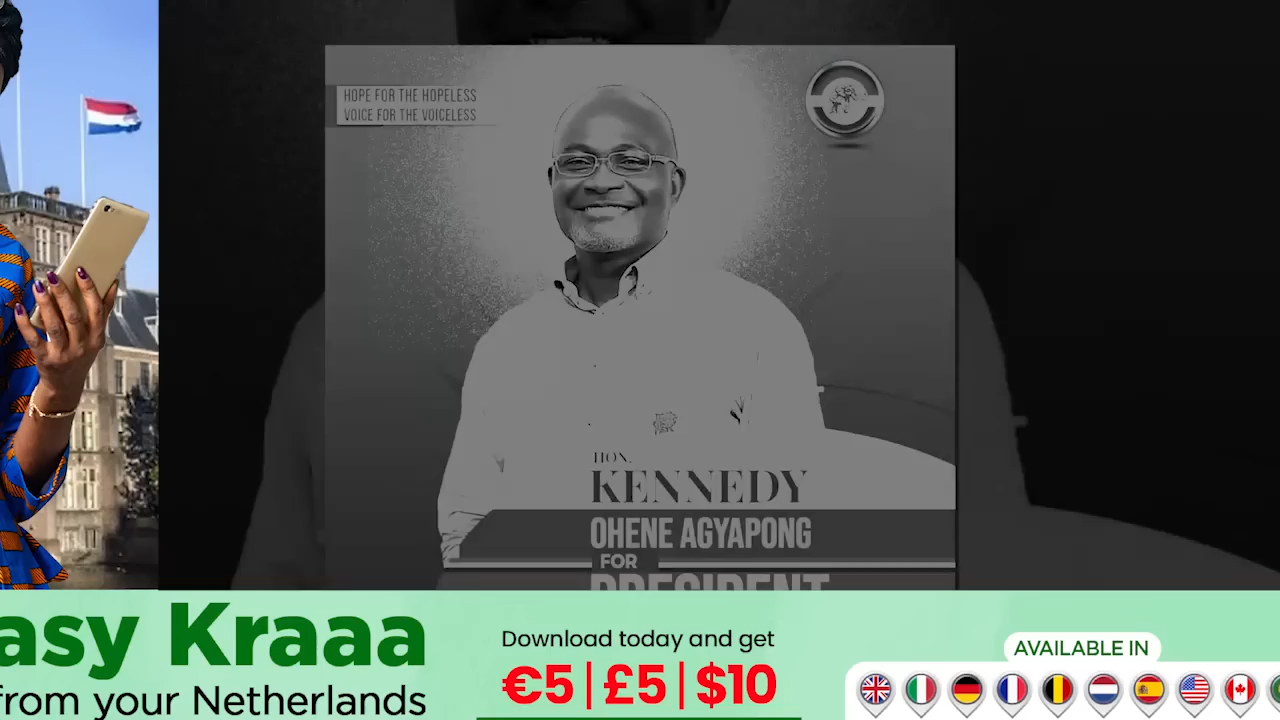 HOPE FOR THE HOPELESS
VOICE FOR THE VOICELESS
HON.
KENNEDY
OHENE AGYAPONG
FOR
PRESIDENT
asy Kraaa
from your Netherlands
Download today and get
€5 | £5 | $10
AVAILABLE IN